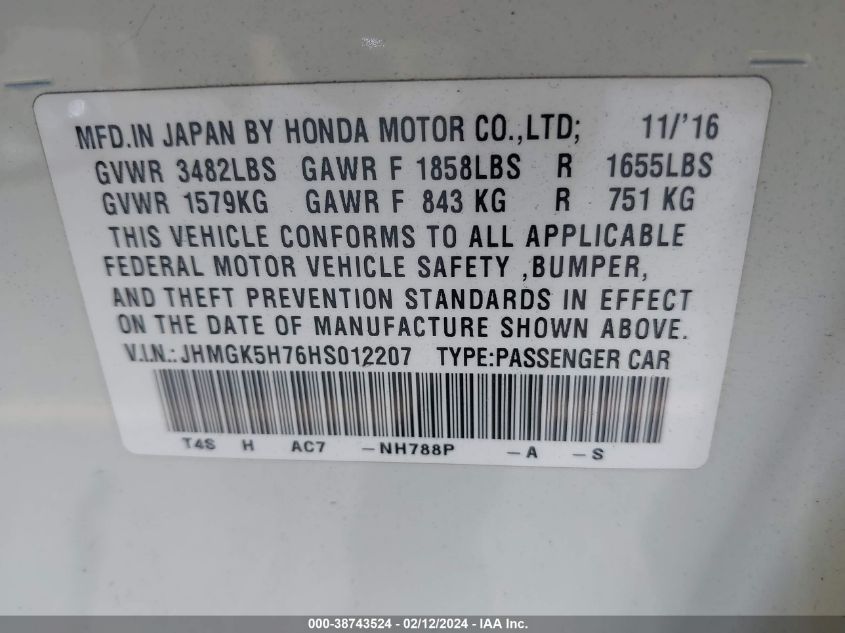 MFD.IN JAPAN BY HONDA MOTOR CO.,LTD; 11/'16
GVWR 3482LBS GAWR F 1858LBS R 1655LBS
GVWR 1579KG GAWR F 843 KG R 751 KG
THIS VEHICLE CONFORMS TO ALL APPLICABLE
FEDERAL MOTOR VEHICLE SAFETY ,BUMPER,
AND THEFT PREVENTION STANDARDS IN EFFECT
ON THE DATE OF MANUFACTURE SHOWN ABOVE.
V.I.N.:JHMGK5H76HS012207 TYPE:PASSENGER CAR
T4S H AC7 -NH788P -A -S
000-38743524 - 02/12/2024 - IAA Inc.